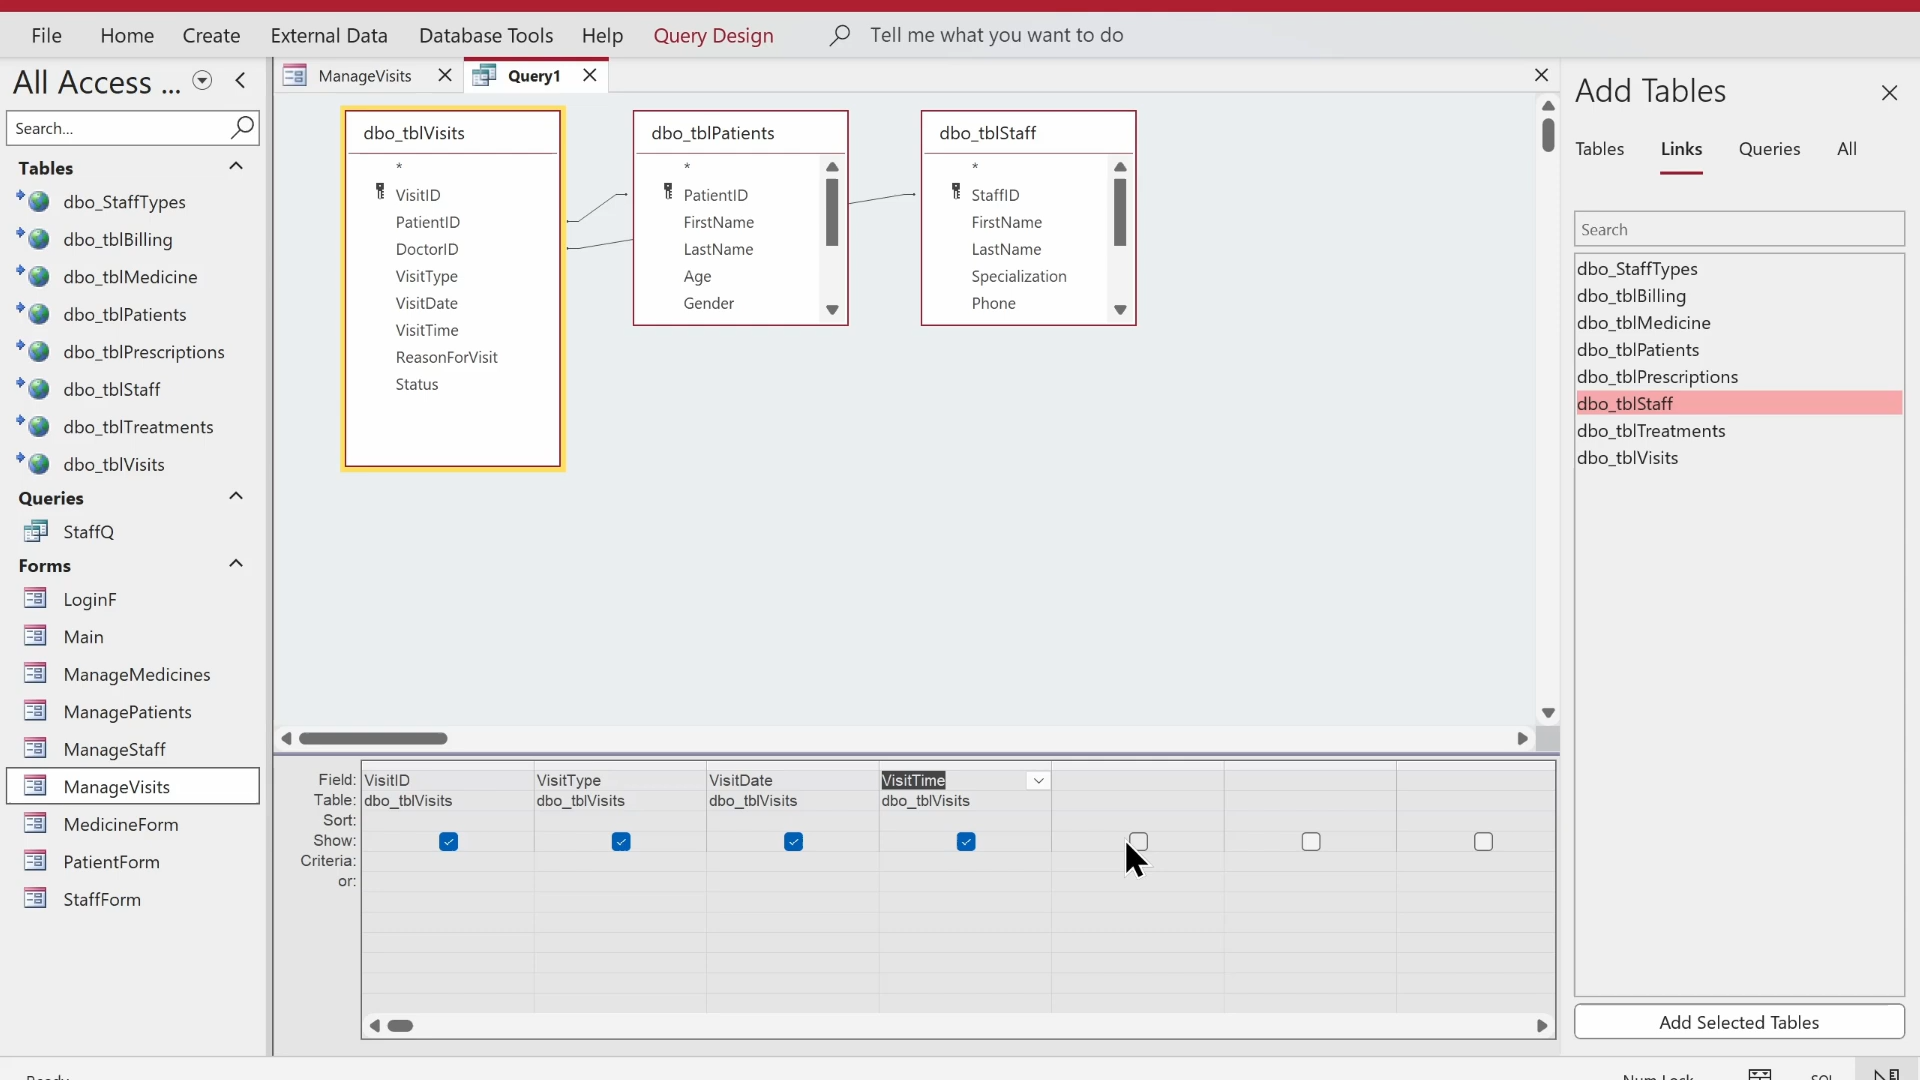 File Home Create External Data Database Tools Help Query Design Tell me what you want to do
All Access ...
Search...
Tables
dbo_StaffTypes
dbo_tblBilling
dbo_tblMedicine
dbo_tblPatients
dbo_tblPrescriptions
dbo_tblStaff
dbo_tblTreatments
dbo_tblVisits
Queries
StaffQ
Forms
LoginF
Main
ManageMedicines
ManagePatients
ManageStaff
ManageVisits
MedicineForm
PatientForm
StaffForm
ManageVisits Query1
dbo_tblVisits
*
VisitID
PatientID
DoctorID
VisitType
VisitDate
VisitTime
ReasonForVisit
Status
dbo_tblPatients
*
PatientID
FirstName
LastName
Age
Gender
dbo_tblStaff
*
StaffID
FirstName
LastName
Specialization
Phone
Field: VisitID VisitType VisitDate VisitTime
Table: dbo_tblVisits dbo_tblVisits dbo_tblVisits dbo_tblVisits
Sort:
Show:
Criteria:
or:
Add Tables
Tables Links Queries All
Search
dbo_StaffTypes
dbo_tblBilling
dbo_tblMedicine
dbo_tblPatients
dbo_tblPrescriptions
dbo_tblStaff
dbo_tblTreatments
dbo_tblVisits
Add Selected Tables
Ready Num Lock SQL